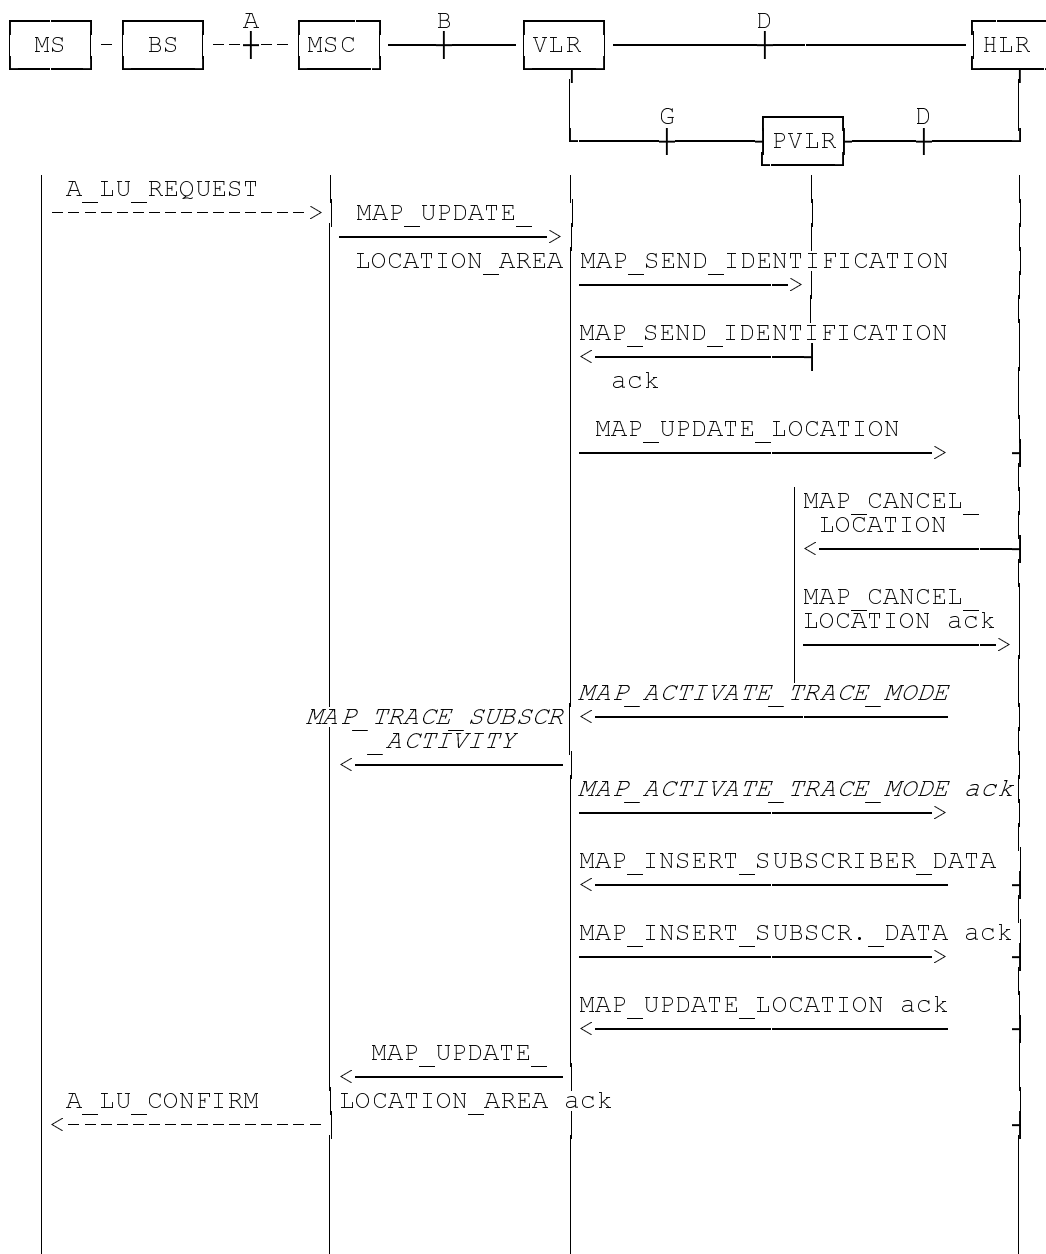 A B D
MS BS MSC VLR HLR
G D
PVLR
A_LU_REQUEST
MAP_UPDATE_
LOCATION_AREA
MAP_SEND_IDENTIFICATION
MAP_SEND_IDENTIFICATION
ack
MAP_UPDATE_LOCATION
MAP_CANCEL_
LOCATION
MAP_CANCEL_
LOCATION ack
MAP_ACTIVATE_TRACE_MODE
MAP_TRACE_SUBSCR
_ACTIVITY
MAP_ACTIVATE_TRACE_MODE ack
MAP_INSERT_SUBSCRIBER_DATA
MAP_INSERT_SUBSCR._DATA ack
MAP_UPDATE_LOCATION ack
MAP_UPDATE_
LOCATION_AREA ack
A_LU_CONFIRM